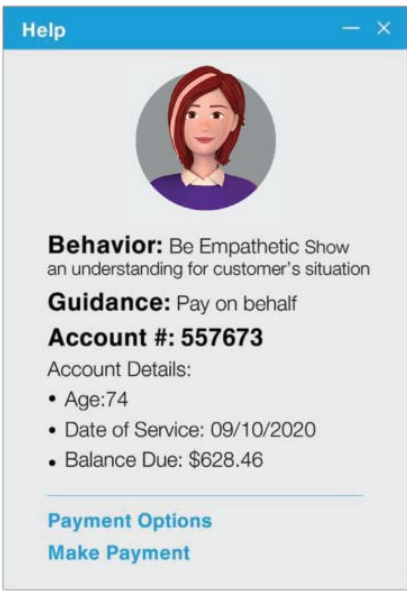 Help
Behavior: Be Empathetic Show
an understanding for customer's situation
Guidance: Pay on behalf
Account #: 557673
Account Details:
• Age:74
• Date of Service: 09/10/2020
• Balance Due: $628.46
Payment Options
Make Payment